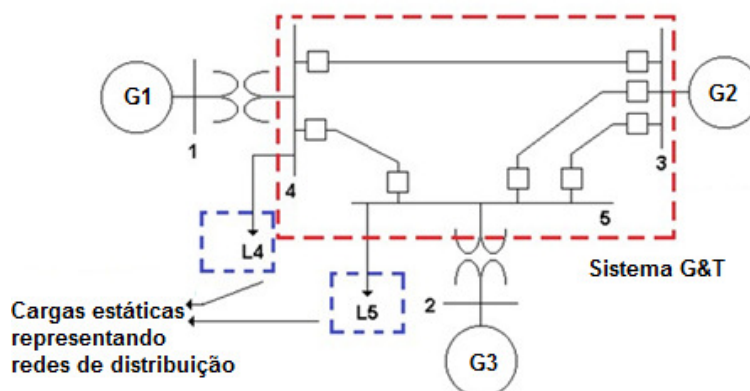 G1
1
4
G2
3
5
L4
Sistema G&T
Cargas estáticas
representando
redes de distribuição
L5
2
G3